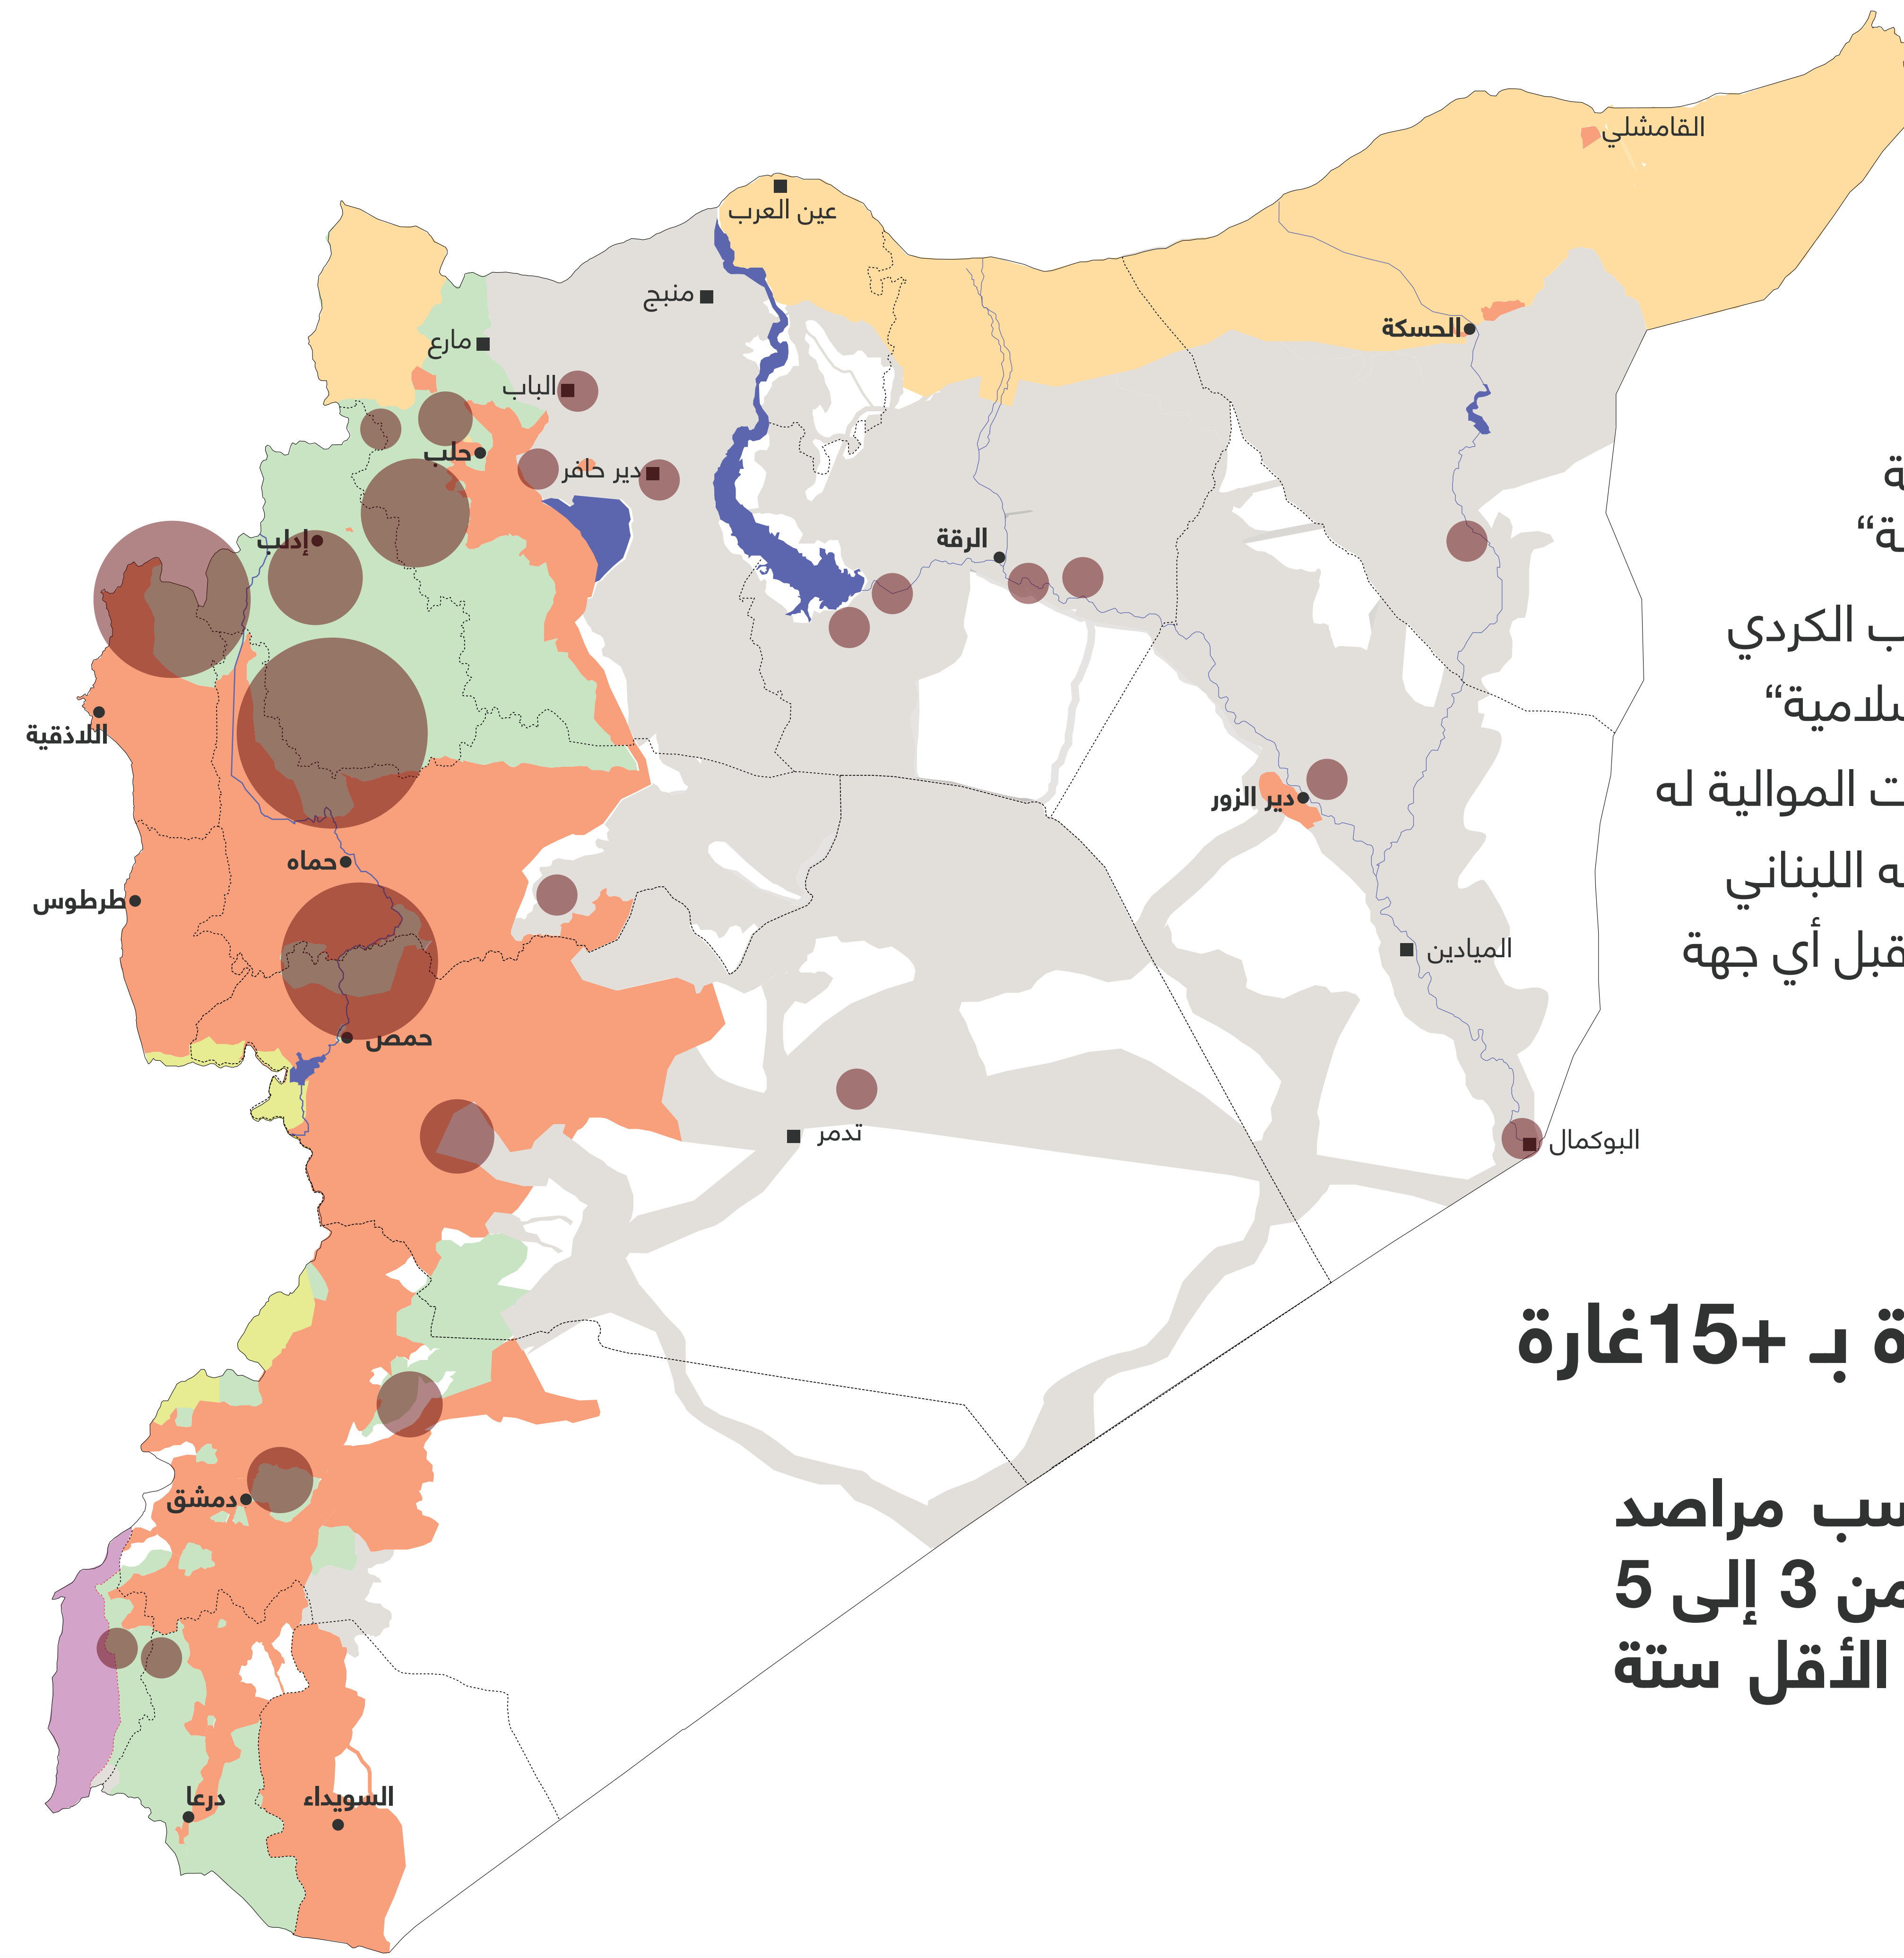 القامشلي
عين العرب
منبج
الحسكة
مارع
الباب
حلب
دير حافر
الرقة
إدلب
ب الكردي
سلامية“
اللاذقية
دير الزور
ت الموالية له
حماه
له اللبناني
طرطوس
الميادين
قبل أي جهة
حمص
تدمر
البوكمال
ة بـ +15غارة
دمشق
سب مراصد
من 3 إلى 5
الأقل ستة
درعا
السويداء